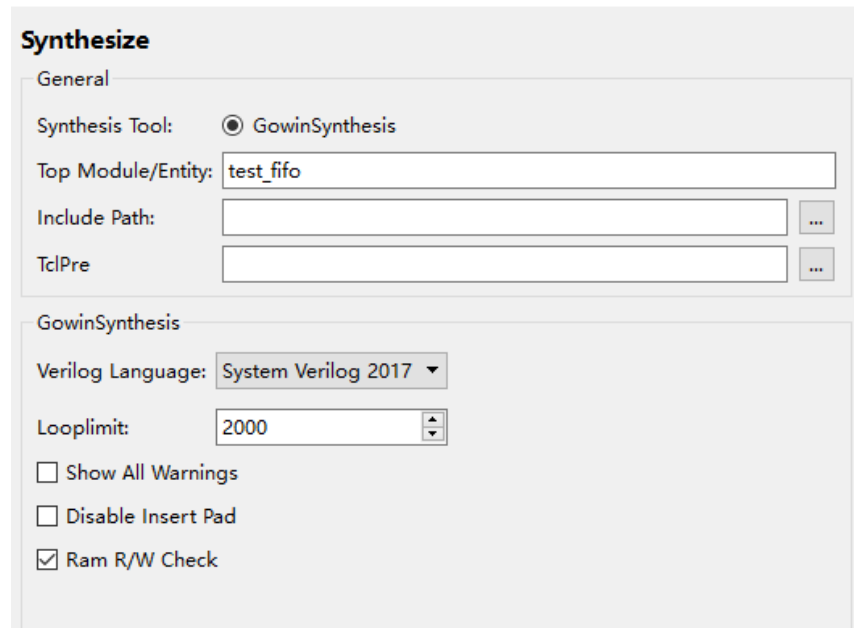 Synthesize
General
Synthesis Tool: GowinSynthesis
Top Module/Entity: test_fifo
Include Path: ...
TclPre ...
GowinSynthesis
Verilog Language: System Verilog 2017
Looplimit: 2000
Show All Warnings
Disable Insert Pad
Ram R/W Check